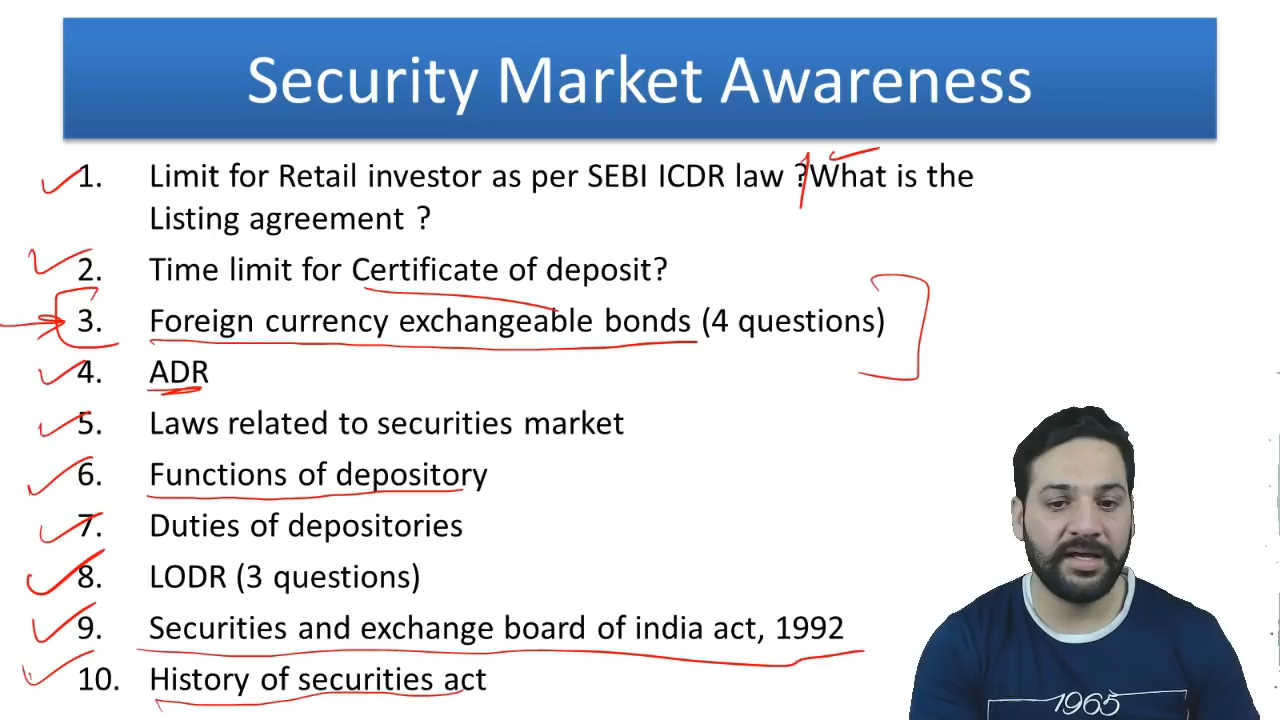 Security Market Awareness
1. Limit for Retail investor as per SEBI ICDR law ?What is the
Listing agreement ?
2. Time limit for Certificate of deposit?
3. Foreign currency exchangeable bonds (4 questions)
4. ADR
5. Laws related to securities market
6. Functions of depository
7. Duties of depositories
8. LODR (3 questions)
9. Securities and exchange board of india act, 1992
10. History of securities act
1965